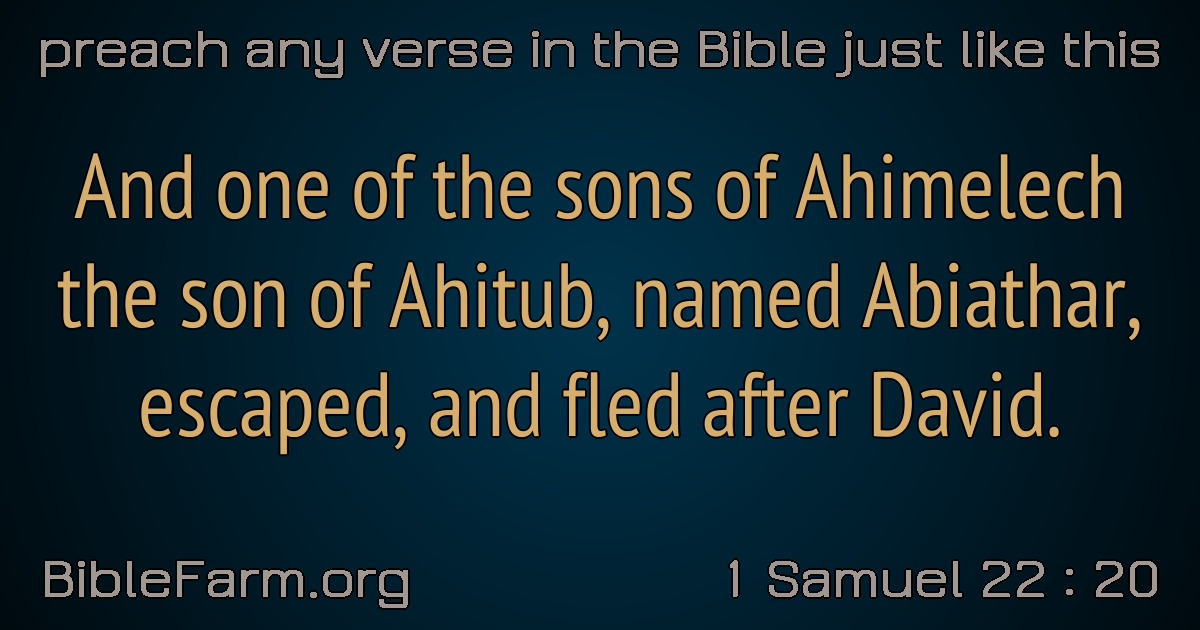 preach any verse in the Bible just like this
And one of the sons of Ahimelech
the son of Ahitub, named Abiathar,
escaped, and fled after David.
BibleFarm.org
1 Samuel 22 : 20